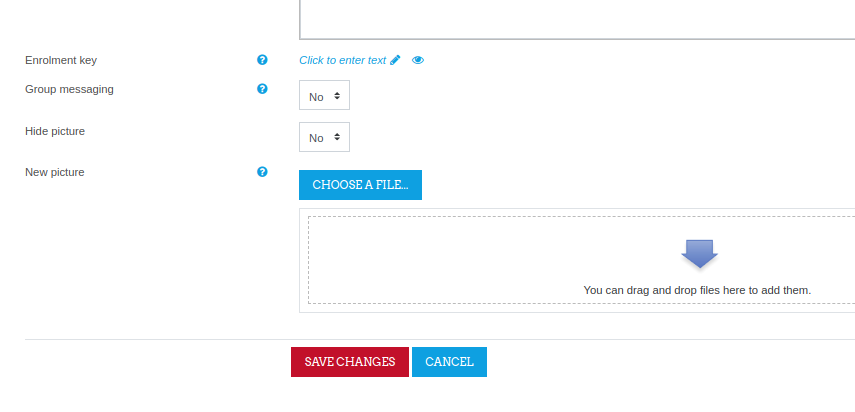 Enrolment key
Click to enter text
Group messaging
No
Hide picture
No
New picture
CHOOSE A FILE...
You can drag and drop files here to add them.
SAVE CHANGES
CANCEL